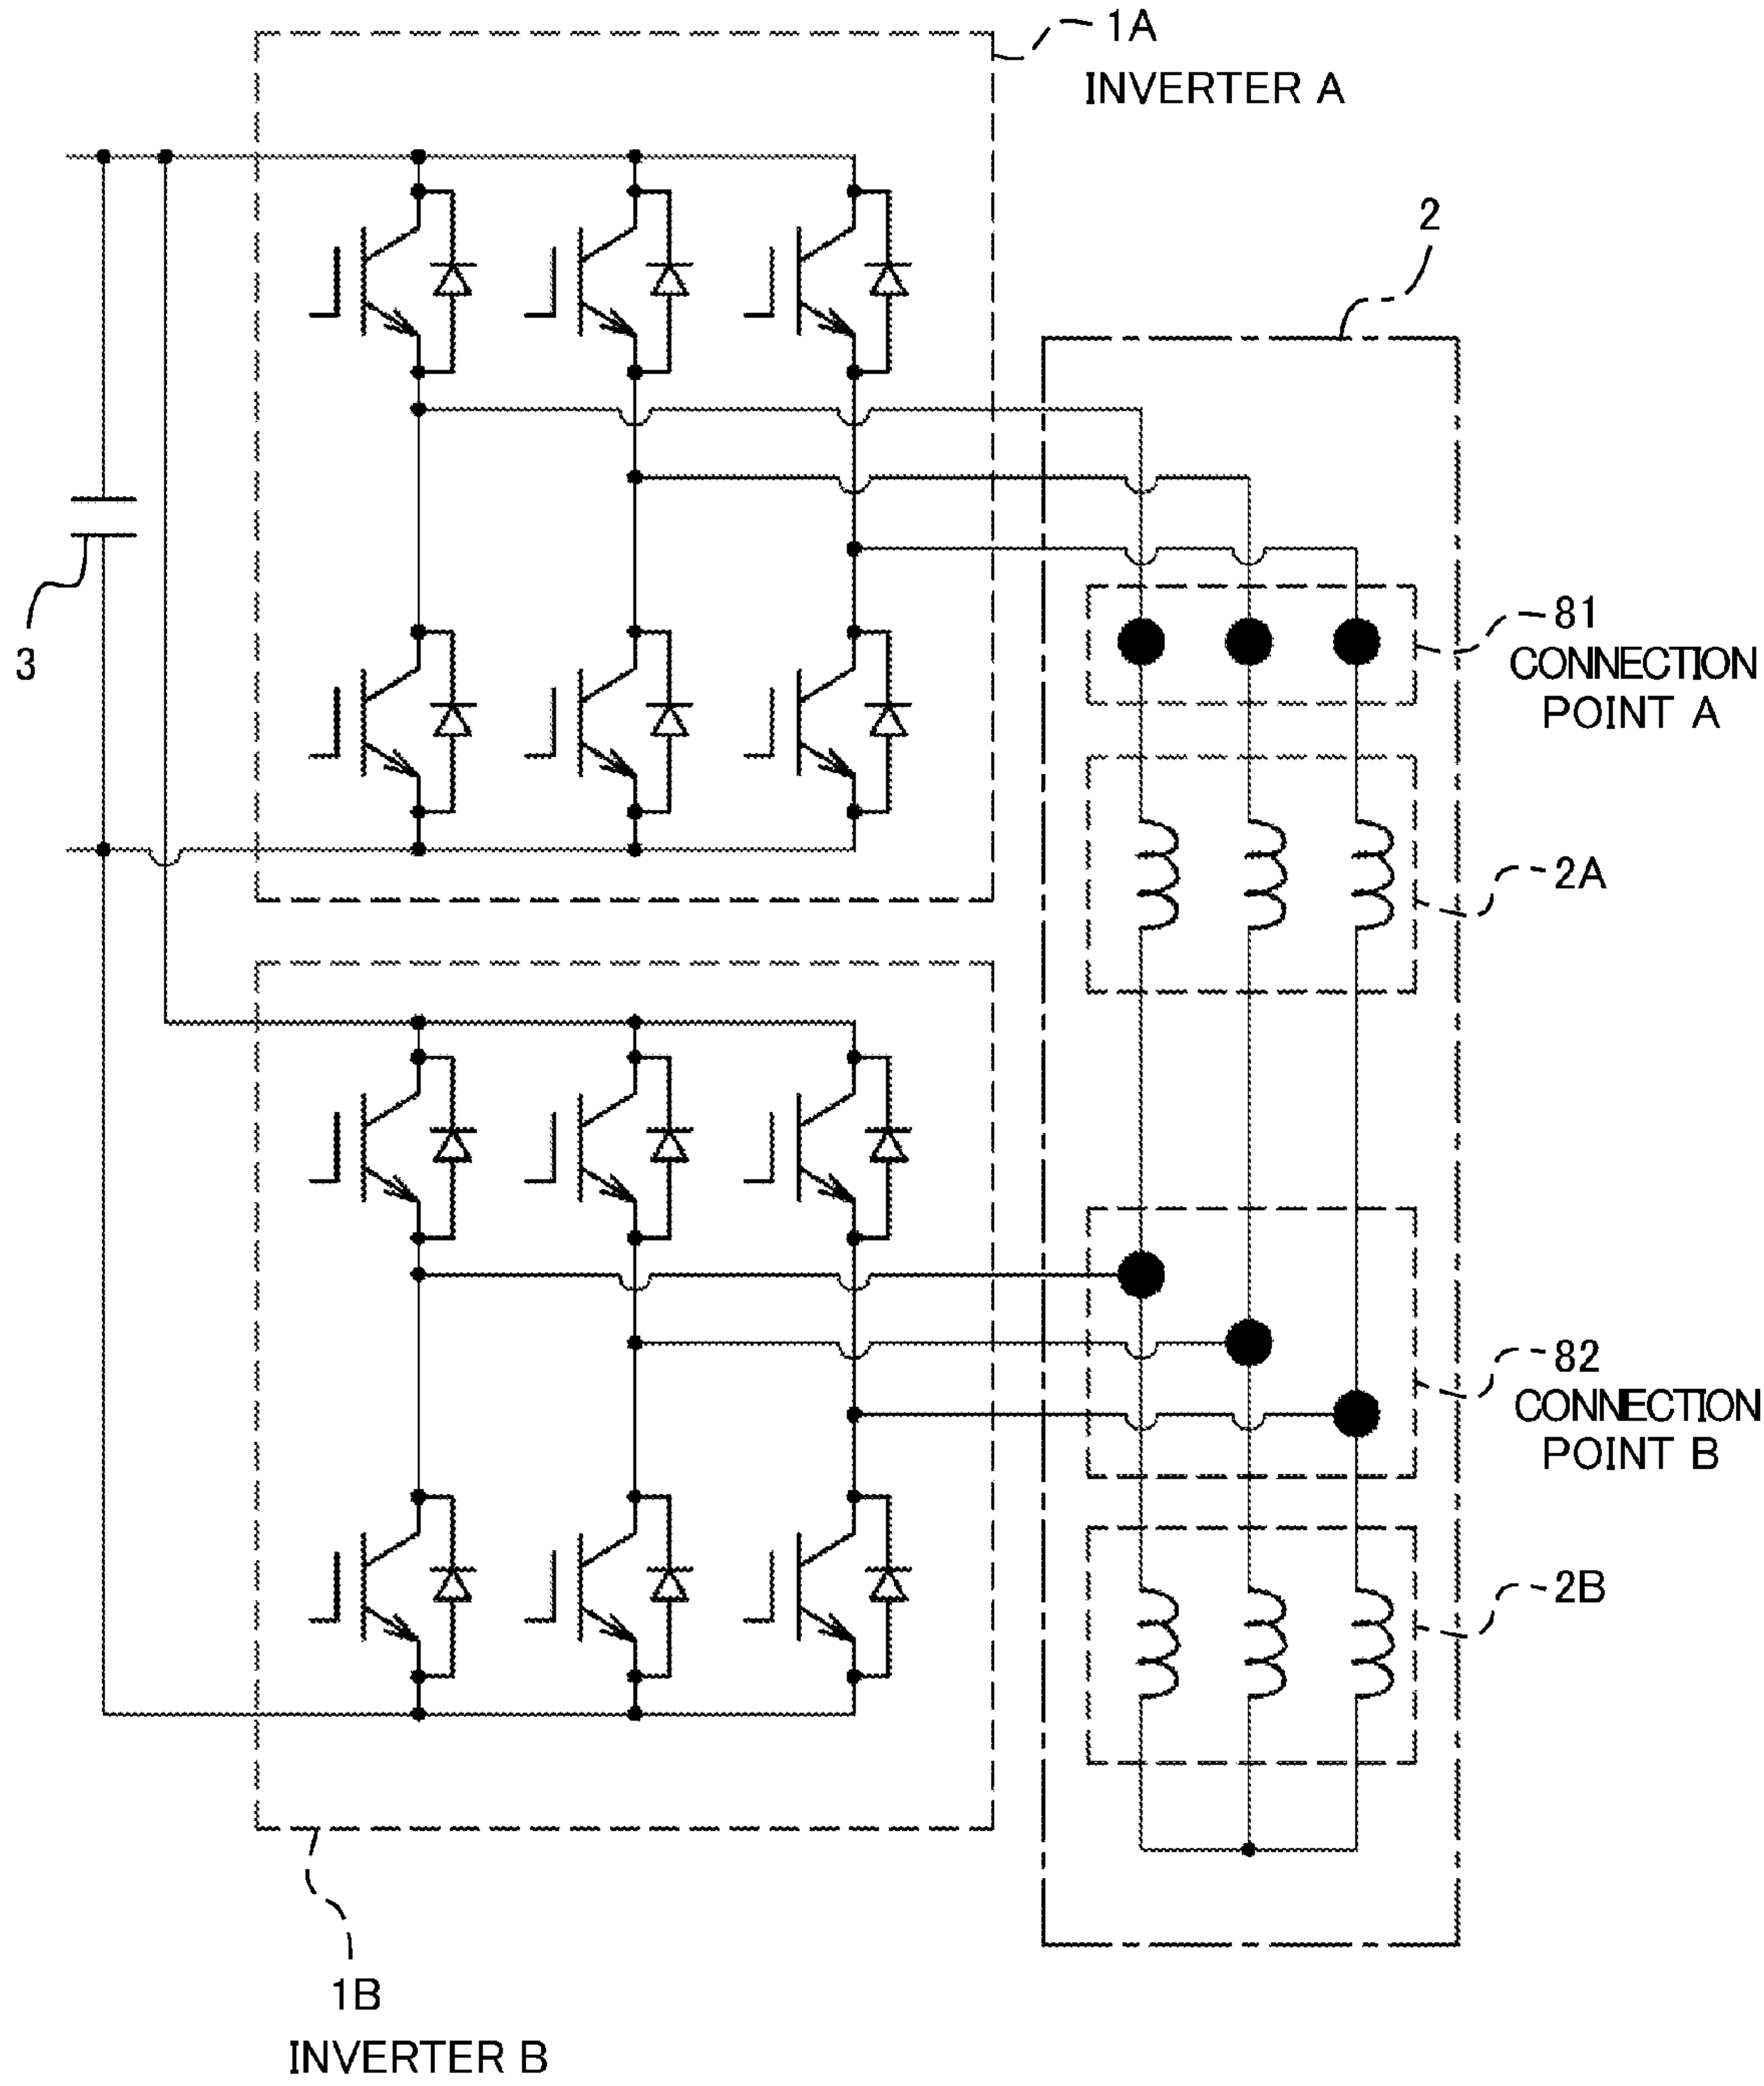 1A
INVERTER A
2
3
81
CONNECTION
POINT A
2A
82
CONNECTION
POINT B
2B
1B
INVERTER B